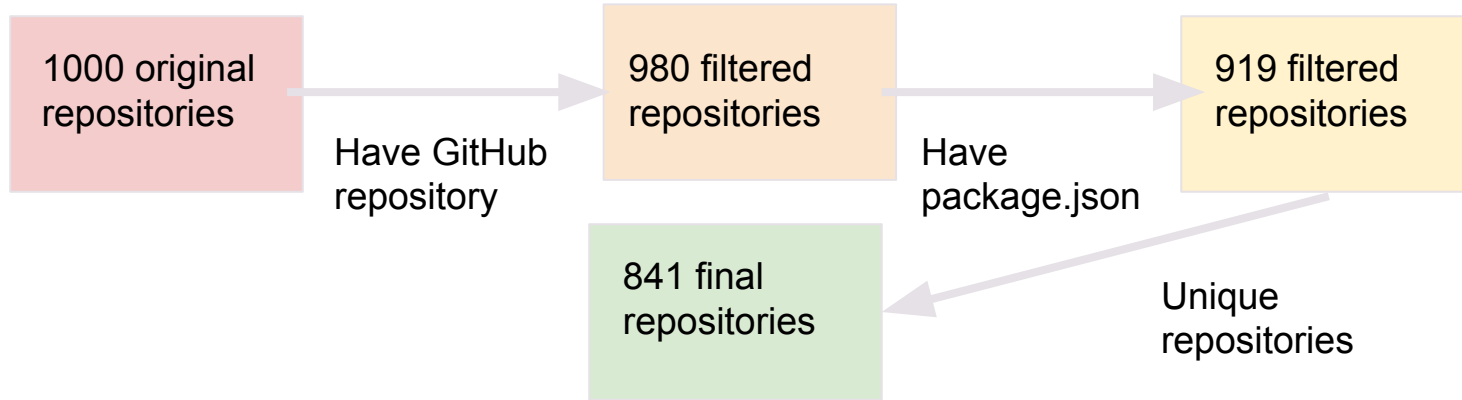 1000 original
repositories
Have GitHub
repository
980 filtered
repositories
Have
package.json
919 filtered
repositories
Unique
repositories
841 final
repositories